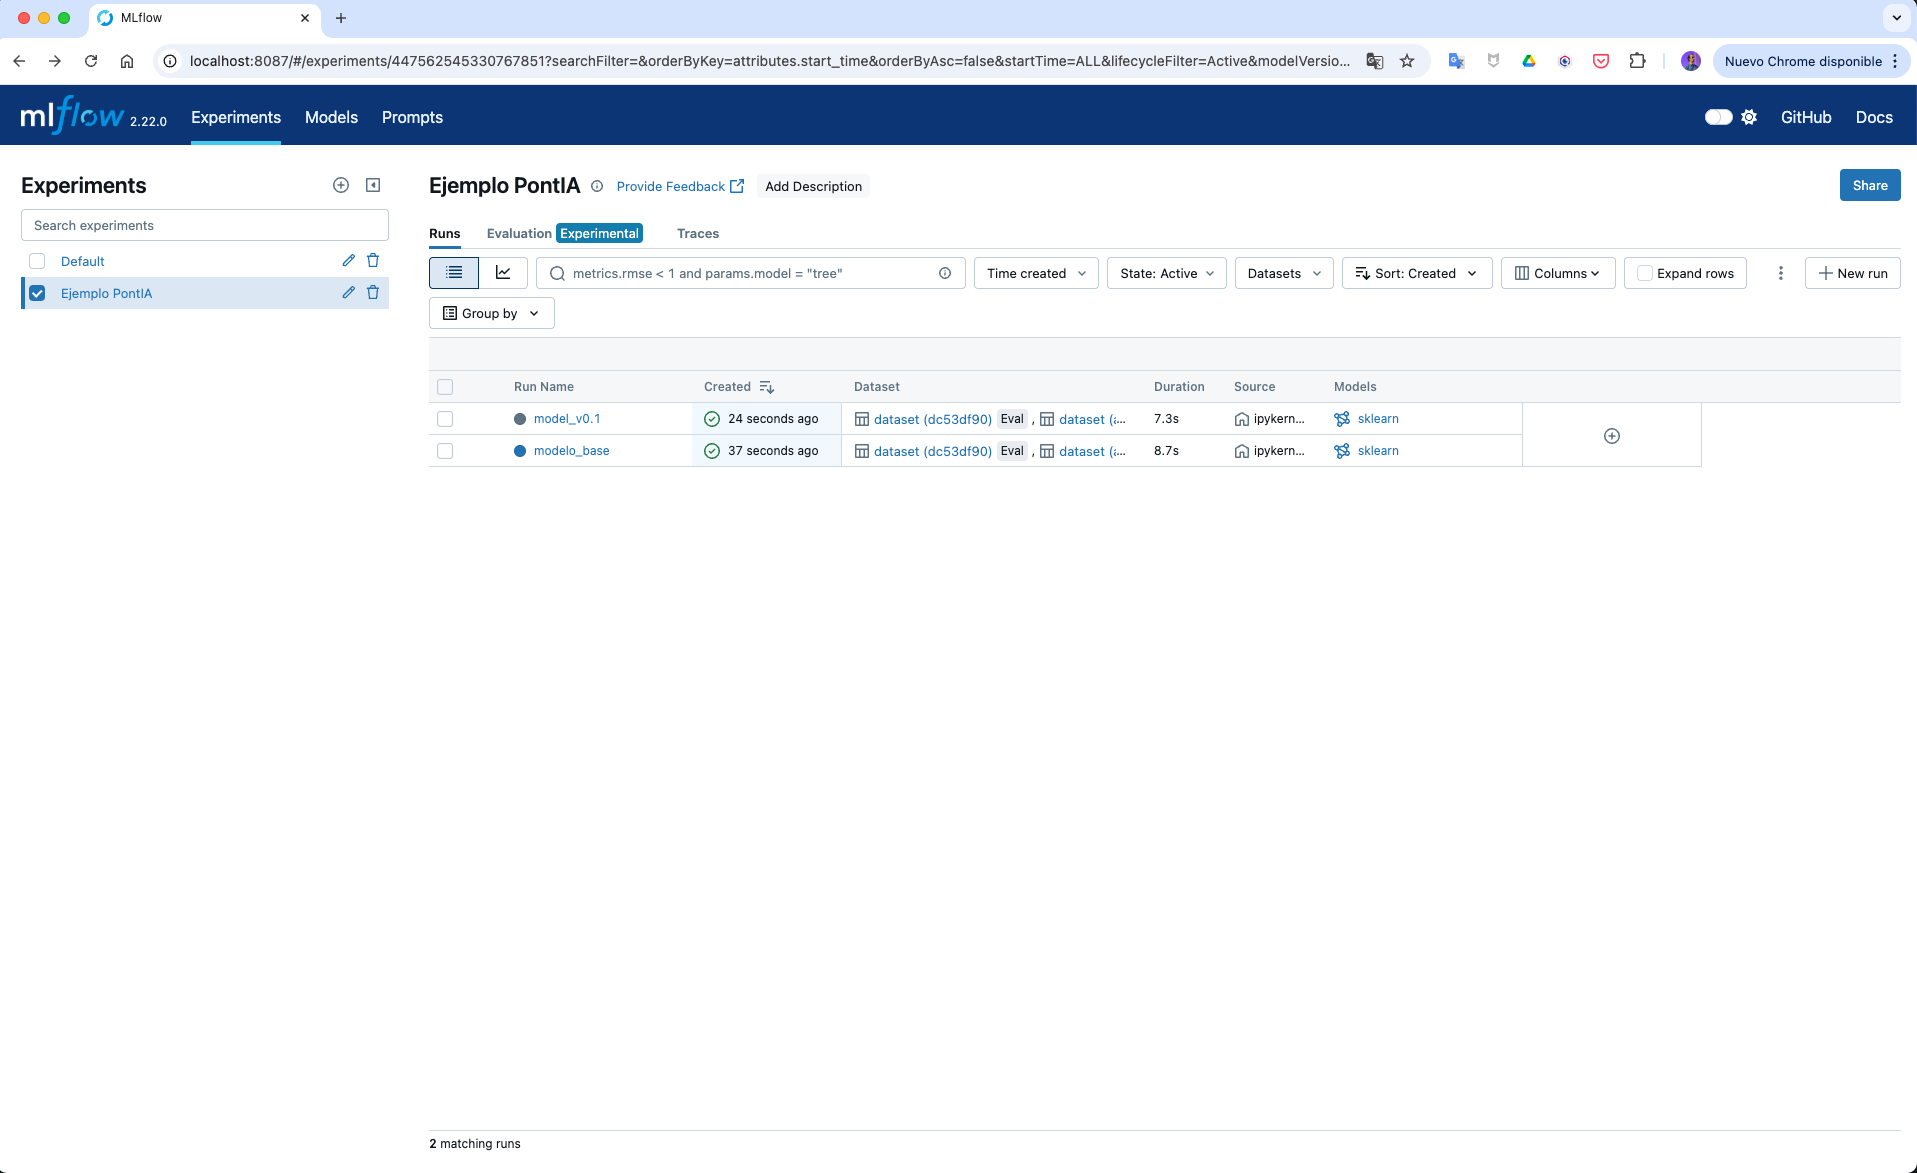 MLflow
localhost:8087/#/experiments/447562545330767851?searchFilter=&orderByKey=attributes.start_time&orderByAsc=false&startTime=ALL&lifecycleFilter=Active&modelVersio...
Nuevo Chrome disponible
mlflow 2.22.0 Experiments Models Prompts GitHub Docs
Experiments
Search experiments
Default
Ejemplo PontIA
Ejemplo PontIA Provide Feedback Add Description Share
Runs Evaluation Experimental Traces
metrics.rmse < 1 and params.model = "tree" Time created State: Active Datasets Sort: Created Columns Expand rows New run
Group by
Run Name Created Dataset Duration Source Models
model_v0.1 24 seconds ago dataset (dc53df90) Eval , dataset (a... 7.3s ipykern... sklearn
modelo_base 37 seconds ago dataset (dc53df90) Eval , dataset (a... 8.7s ipykern... sklearn
2 matching runs